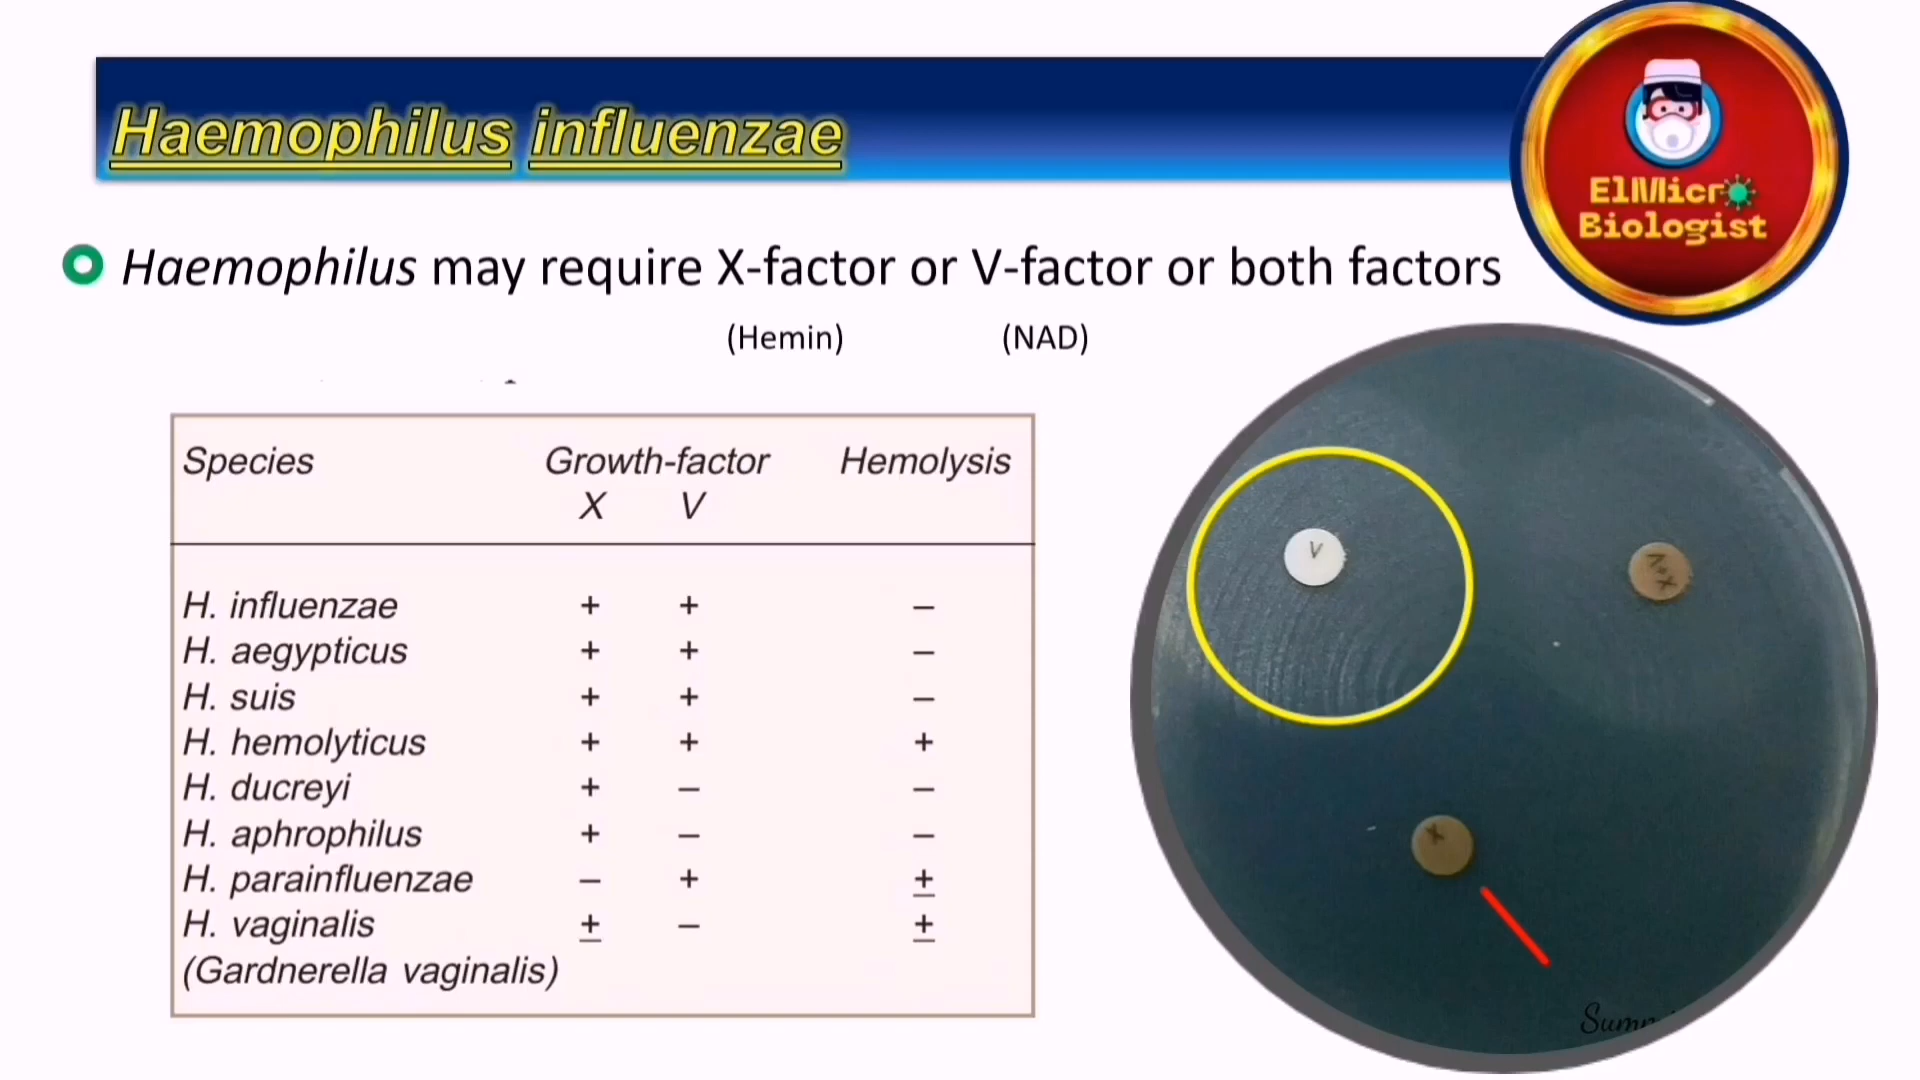 Haemophilus influenzae
ElMicro
Biologist
Haemophilus may require X-factor or V-factor or both factors
(Hemin) (NAD)
Species Growth-factor Hemolysis
X V
H. influenzae + + –
H. aegypticus + + –
H. suis + + –
H. hemolyticus + + +
H. ducreyi + – –
H. aphrophilus + – –
H. parainfluenzae – + ±
H. vaginalis ± – ±
(Gardnerella vaginalis)
V
V+X
X